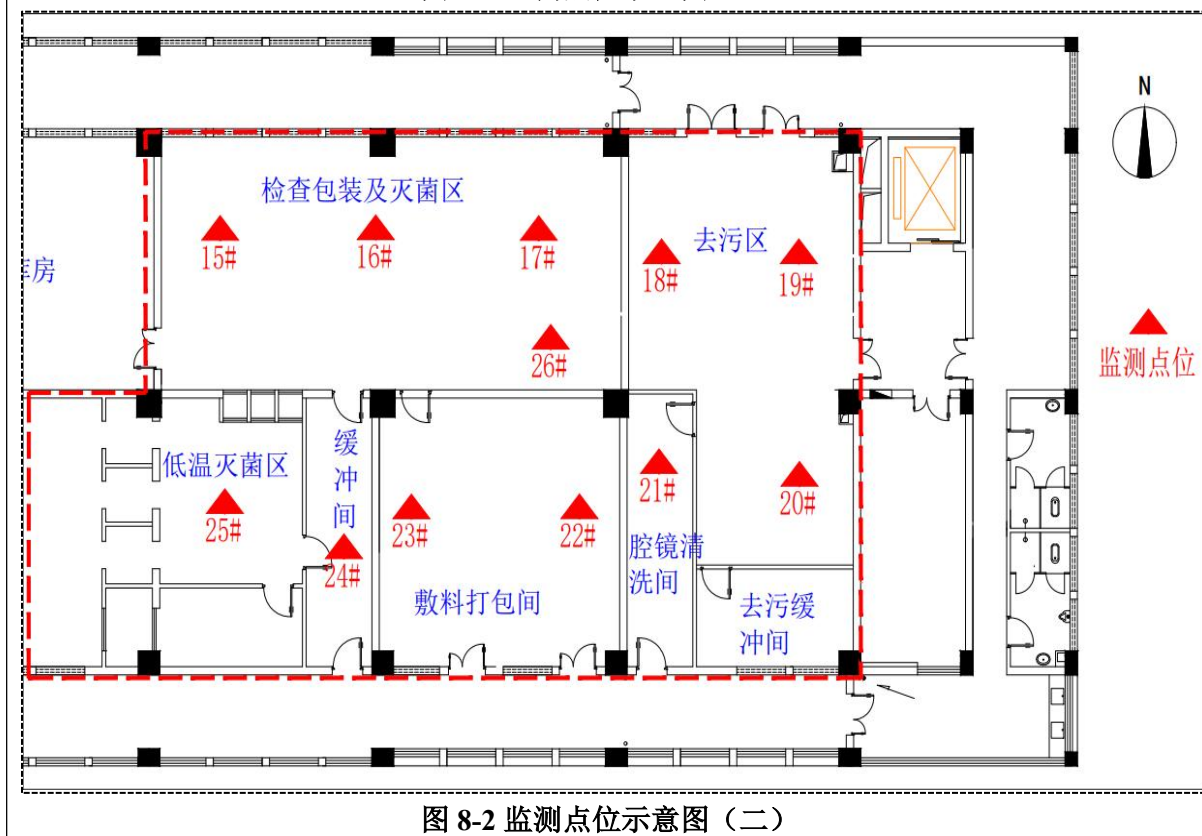 N
检查包装及灭菌区
去污区
15#
16#
17#
18#
19#
房
26#
监测点位
低温灭菌区
缓
冲
间
25#
24#
23#
22#
21#
20#
腔镜清
洗间
敷料打包间
去污缓
冲间
图 8-2 监测点位示意图（二）